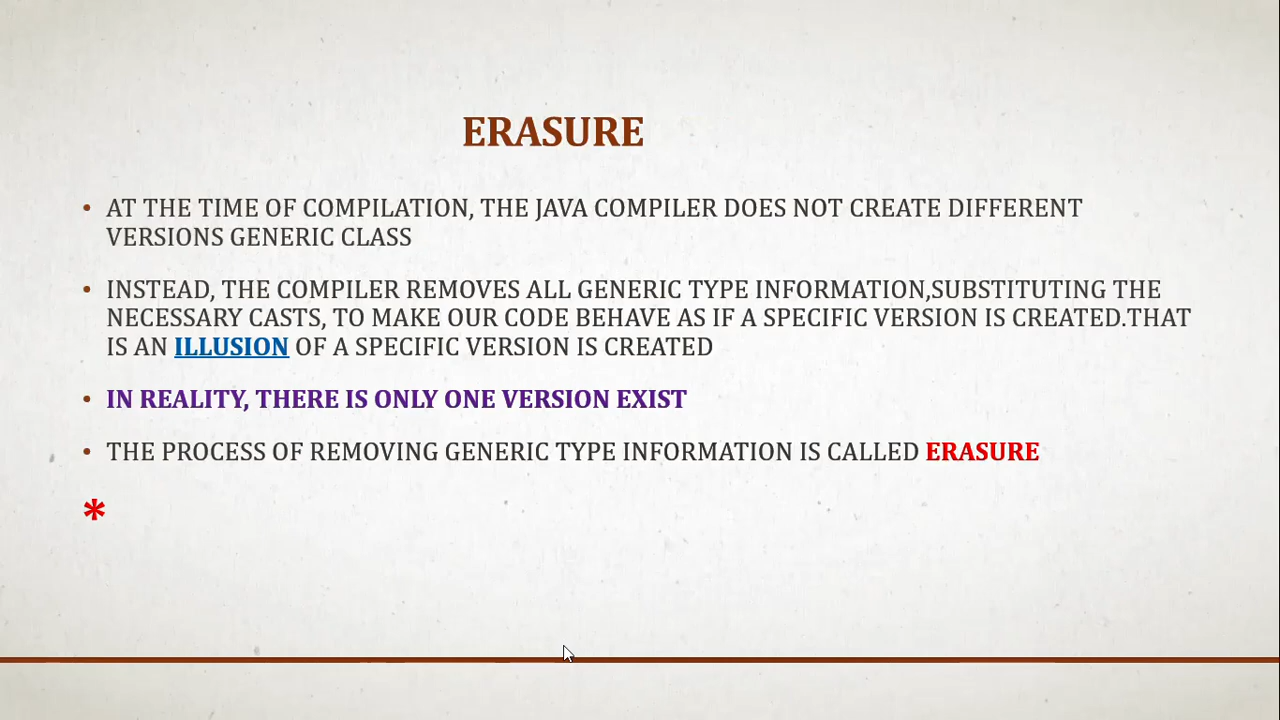 ERASURE
• AT THE TIME OF COMPILATION, THE JAVA COMPILER DOES NOT CREATE DIFFERENT
VERSIONS GENERIC CLASS
• INSTEAD, THE COMPILER REMOVES ALL GENERIC TYPE INFORMATION,SUBSTITUTING THE
NECESSARY CASTS, TO MAKE OUR CODE BEHAVE AS IF A SPECIFIC VERSION IS CREATED.THAT
IS AN ILLUSION OF A SPECIFIC VERSION IS CREATED
• IN REALITY, THERE IS ONLY ONE VERSION EXIST
• THE PROCESS OF REMOVING GENERIC TYPE INFORMATION IS CALLED ERASURE
*